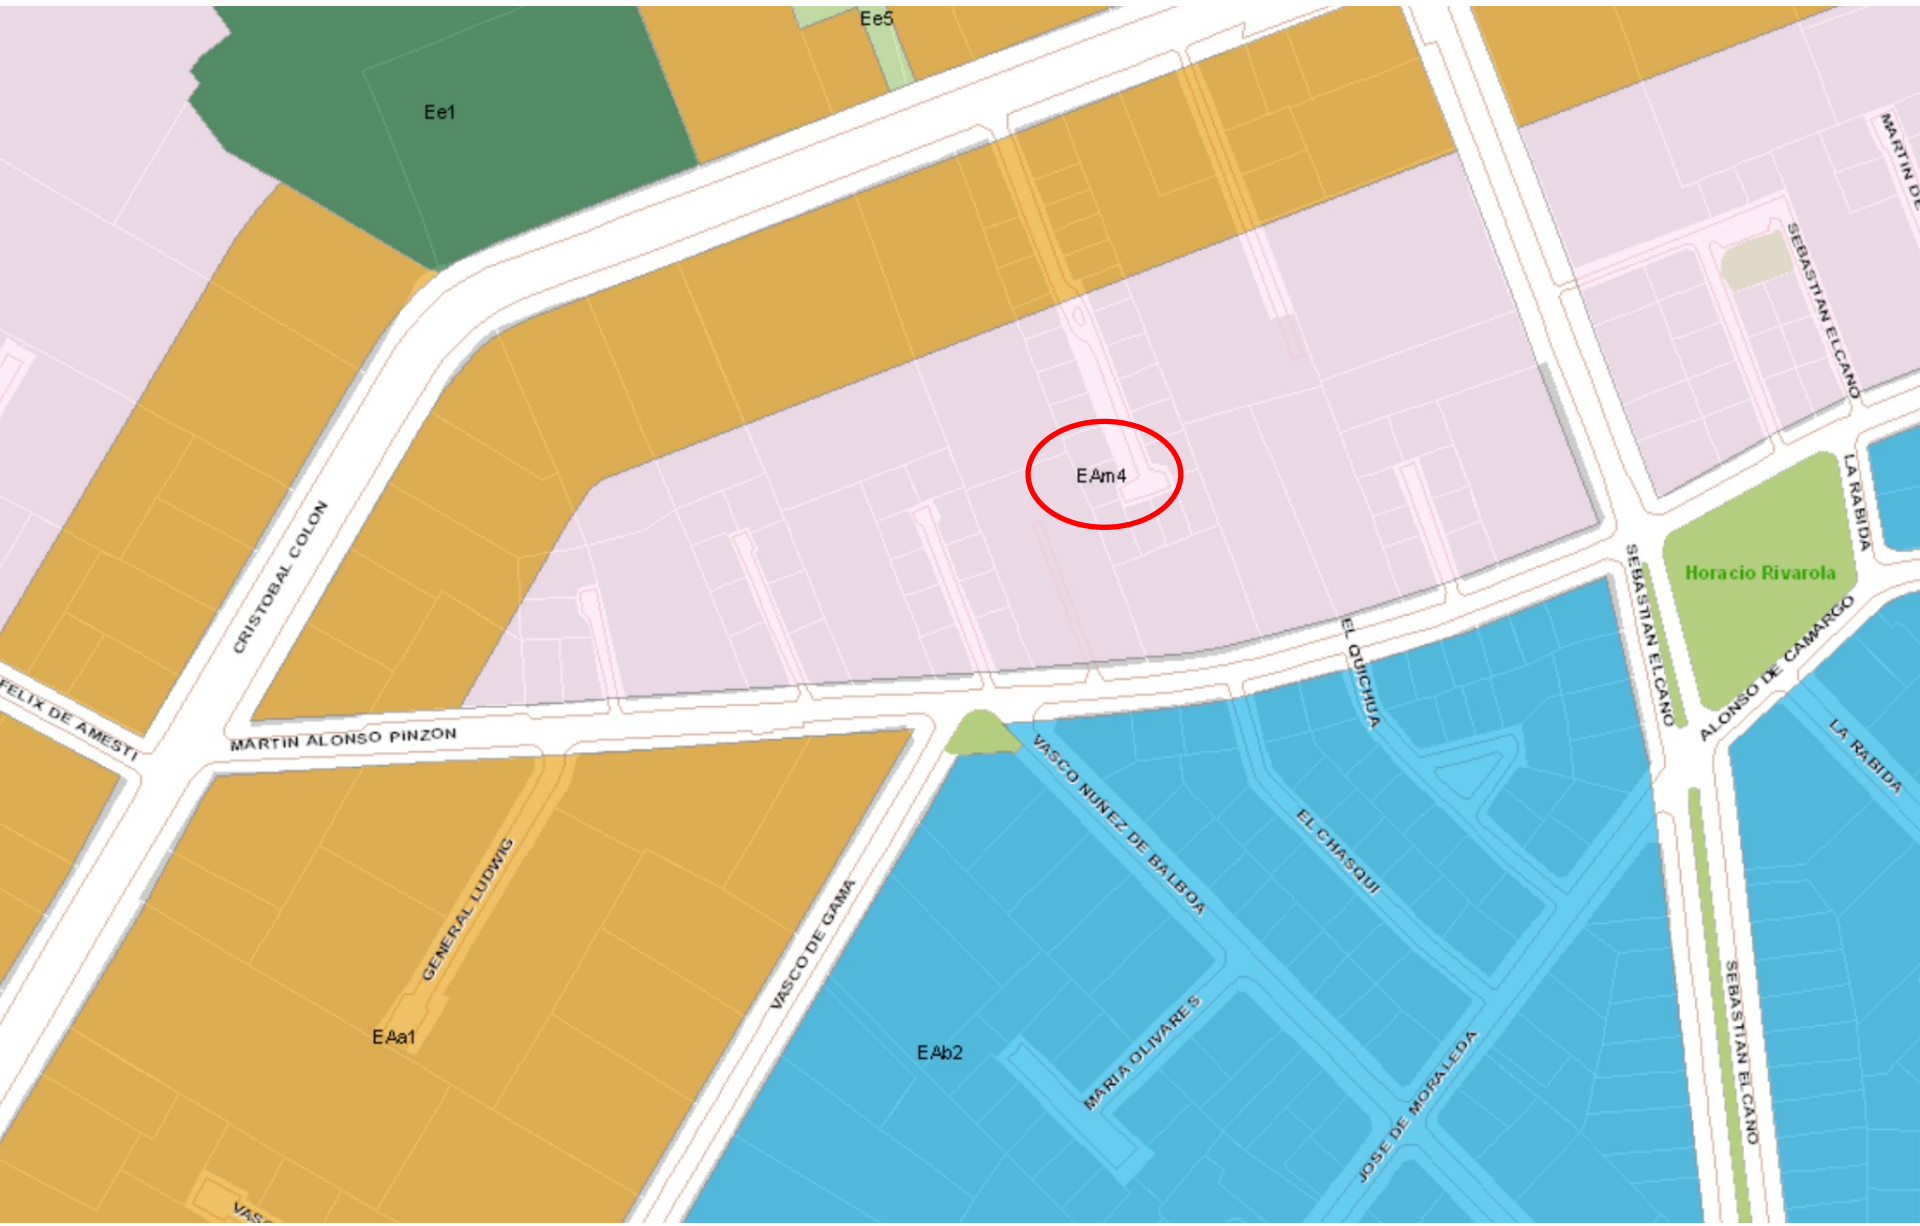 Ee5
Ee1
MARTIN DE
SEBASTIAN ELCANO
EAm4
LA RABIDA
CRISTOBAL COLON
Horacio Rivarola
SEBASTIAN ELCANO
EL QUICHUA
ALONSO DE CAMARGO
FELIX DE AMESTI
MARTIN ALONSO PINZON
VASCO NUÑEZ DE BALBOA
LA RABIDA
EL CHASQUI
GENERAL LUDWIG
VASCO DE GAMA
EAa1
EAb2
MARIA OLIVARES
JOSE DE MORALEDA
SEBASTIAN ELCANO
VASC